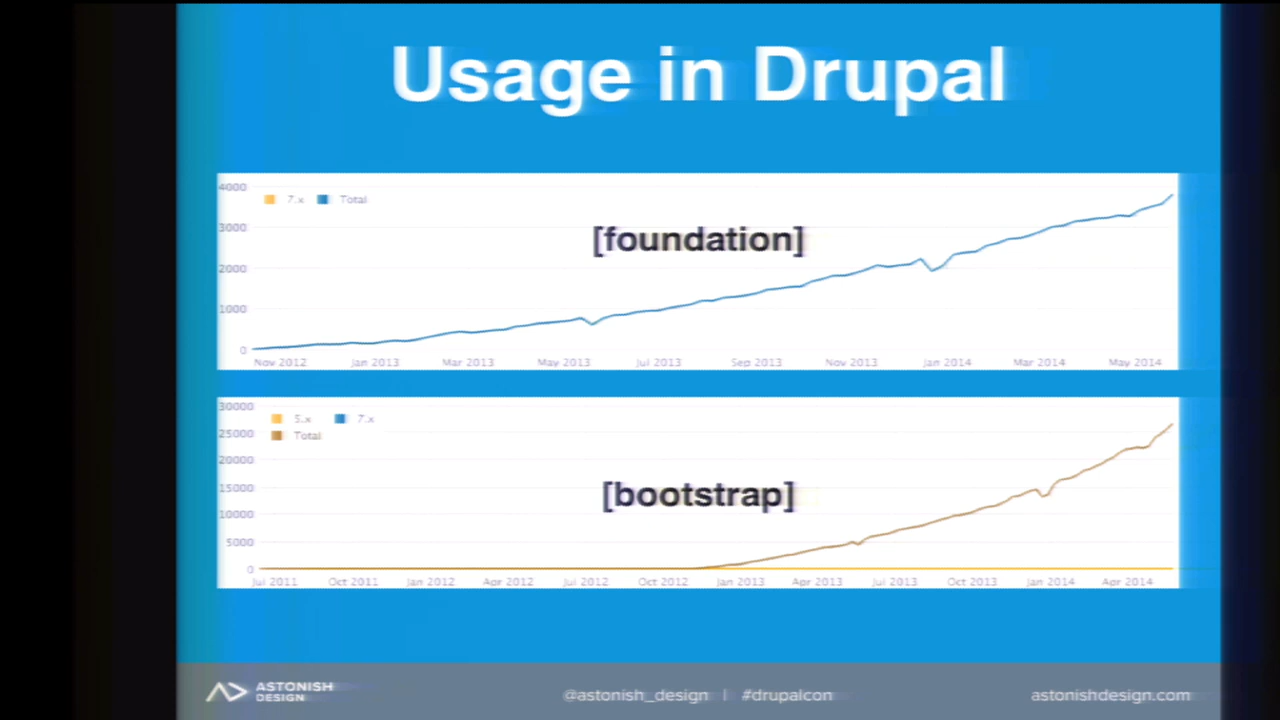 Usage in Drupal
4000
7.x Total
3000
[foundation]
2000
1000
0
Nov 2012 Jan 2013 Mar 2013 May 2013 Jul 2013 Sep 2013 Nov 2013 Jan 2014 Mar 2014 May 2014
30000
5.x 7.x
25000
Total
20000
15000
[bootstrap]
10000
5000
0
Jul 2011 Oct 2011 Jan 2012 Apr 2012 Jul 2012 Oct 2012 Jan 2013 Apr 2013 Jul 2013 Oct 2013 Jan 2014 Apr 2014
ASTONISH
DESIGN
@astonish_design | #drupalcon
astonishdesign.com